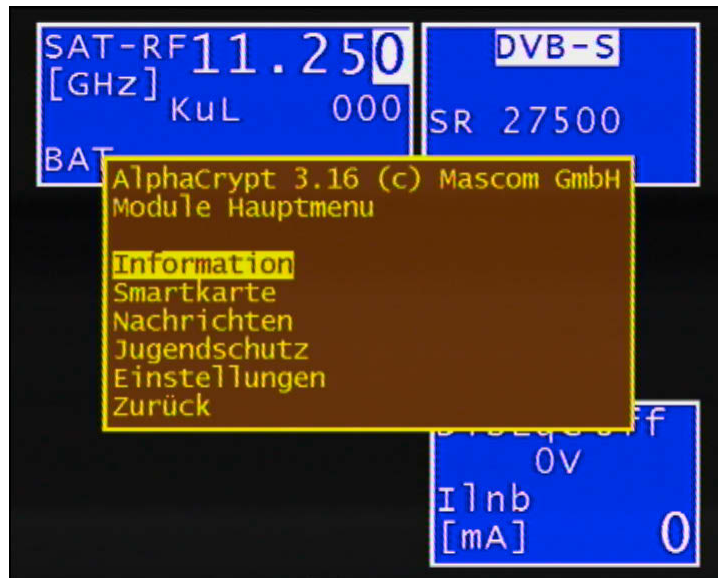 SAT-RF 11.250
[GHz]
KuL 000
BAT
DVB-S
SR 27500
AlphaCrypt 3.16 (c) Mascom GmbH
Module Hauptmenu
Information
Smartkarte
Nachrichten
Jugendschutz
Einstellungen
Zurück
0V
Ilnb
[mA] 0